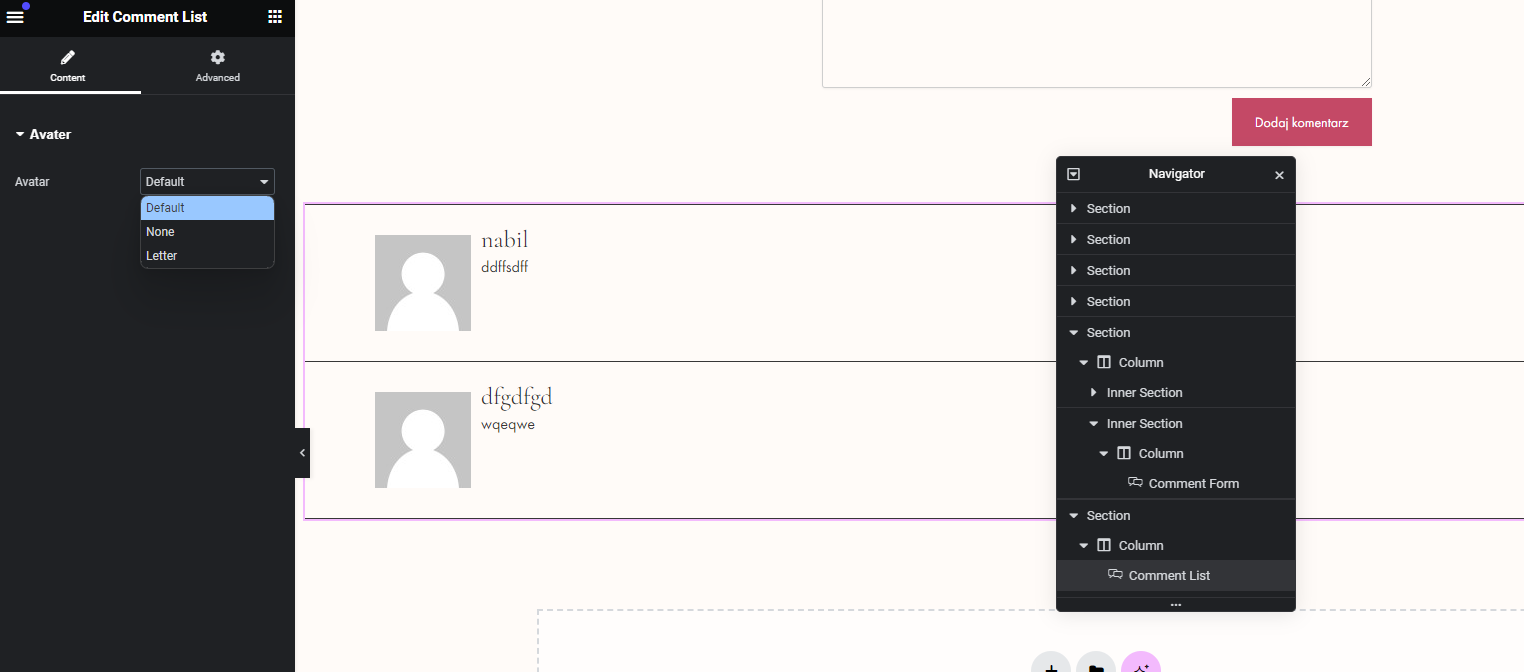 Edit Comment List
Content
Advanced
Avater
Avatar
Default
Default
None
Letter
Dodaj komentarz
nabil
ddffsdff
dfgdfgd
wqeqwe
Navigator
Section
Section
Section
Section
Section
Column
Inner Section
Inner Section
Column
Comment Form
Section
Column
Comment List